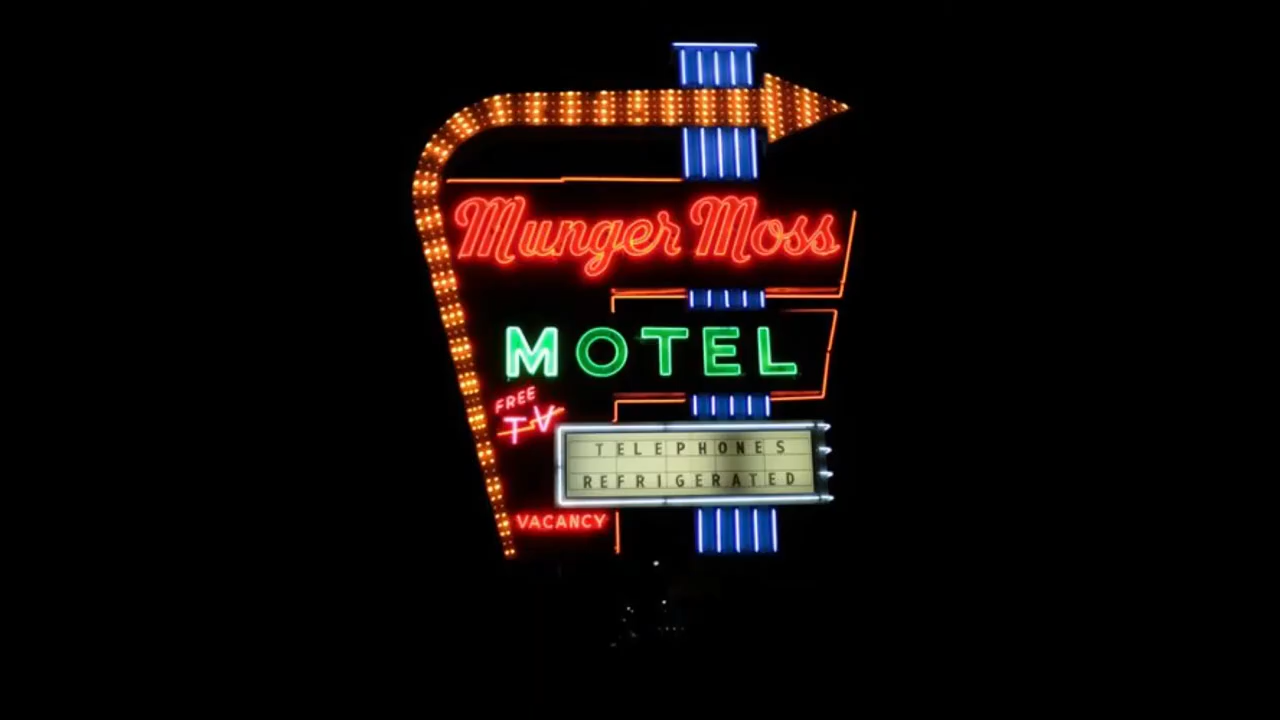 Munger Moss
MOTEL
FREE
TV
TELEPHONES
REFRIGERATED
VACANCY